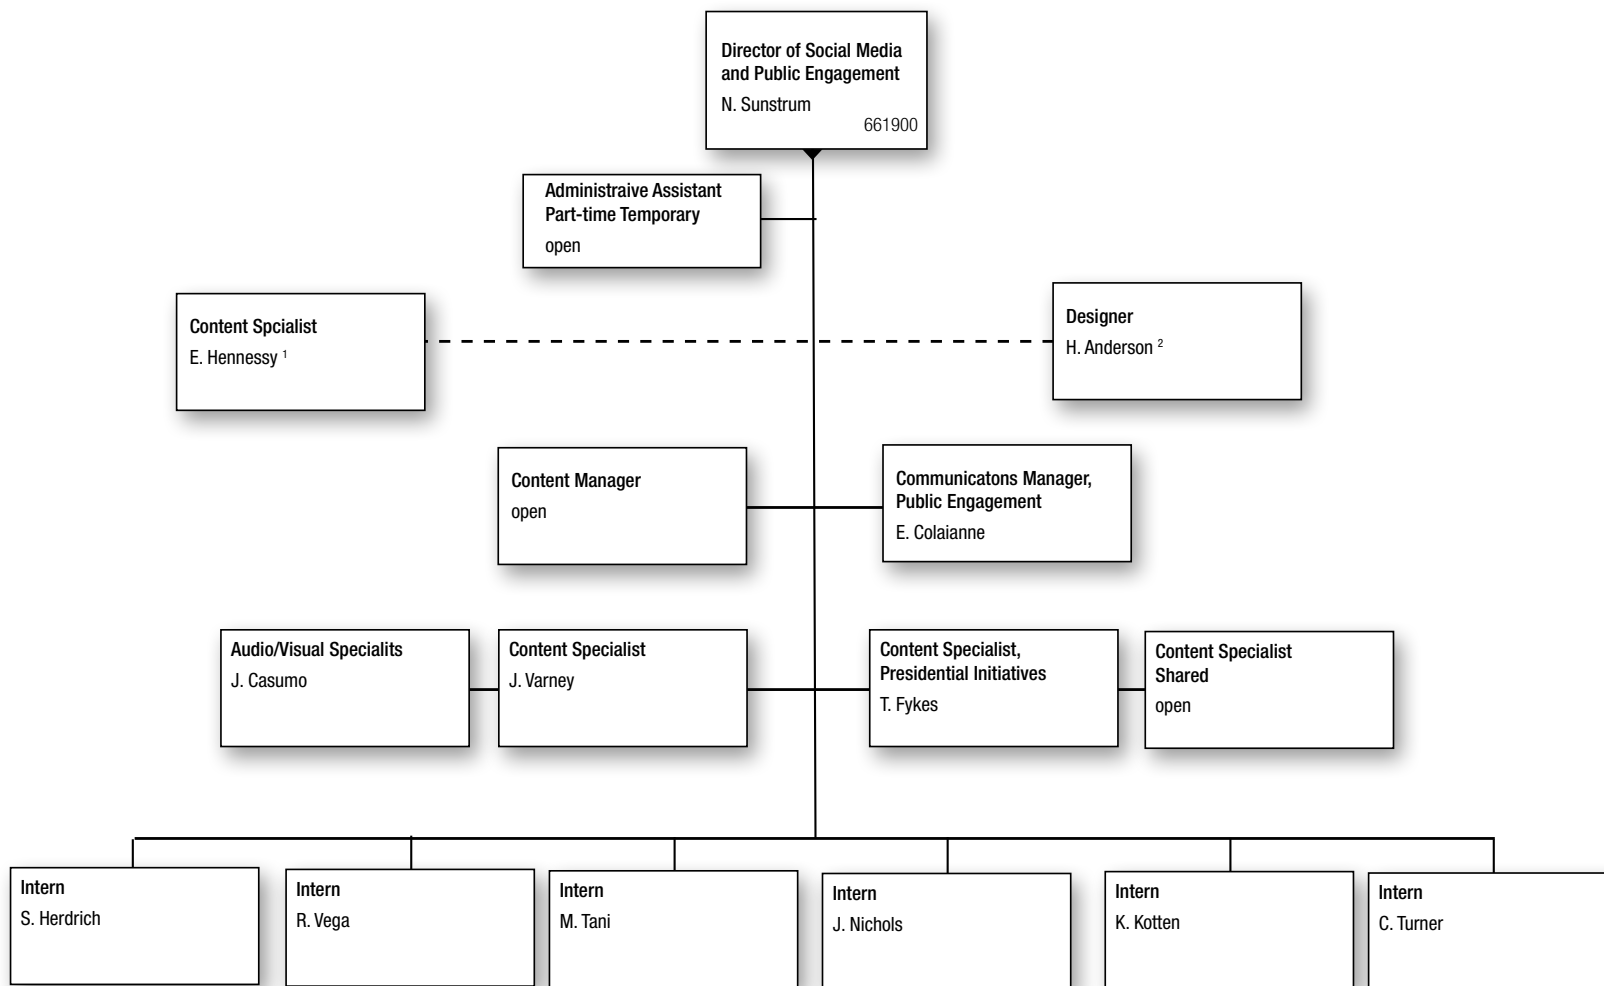 Director of Social Media
and Public Engagement
N. Sunstrum
661900
Administraive Assistant
Part-time Temporary
open
Content Spcialist
E. Hennessy ¹
Designer
H. Anderson ²
Content Manager
open
Communicatons Manager,
Public Engagement
E. Colaianne
Audio/Visual Specialits
J. Casumo
Content Specialist
J. Varney
Content Specialist,
Presidential Initiatives
T. Fykes
Content Specialist
Shared
open
Intern
S. Herdrich
Intern
R. Vega
Intern
M. Tani
Intern
J. Nichols
Intern
K. Kotten
Intern
C. Turner